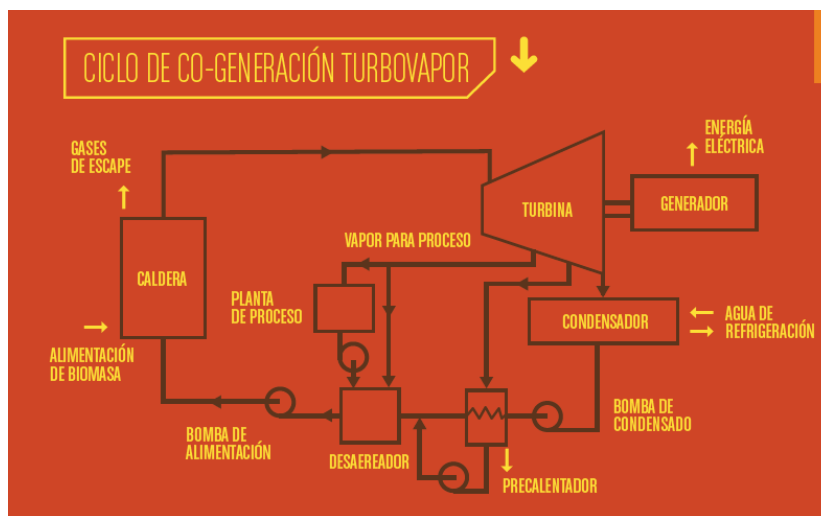 CICLO DE CO-GENERACIÓN TURBOVAPOR
GASES
DE ESCAPE
ENERGÍA
ELÉCTRICA
TURBINA
GENERADOR
VAPOR PARA PROCESO
CALDERA
PLANTA
DE PROCESO
CONDENSADOR
AGUA DE
REFRIGERACIÓN
ALIMENTACIÓN
DE BIOMASA
BOMBA DE
ALIMENTACIÓN
DESAEREADOR
BOMBA DE
CONDENSADO
PRECALENTADOR